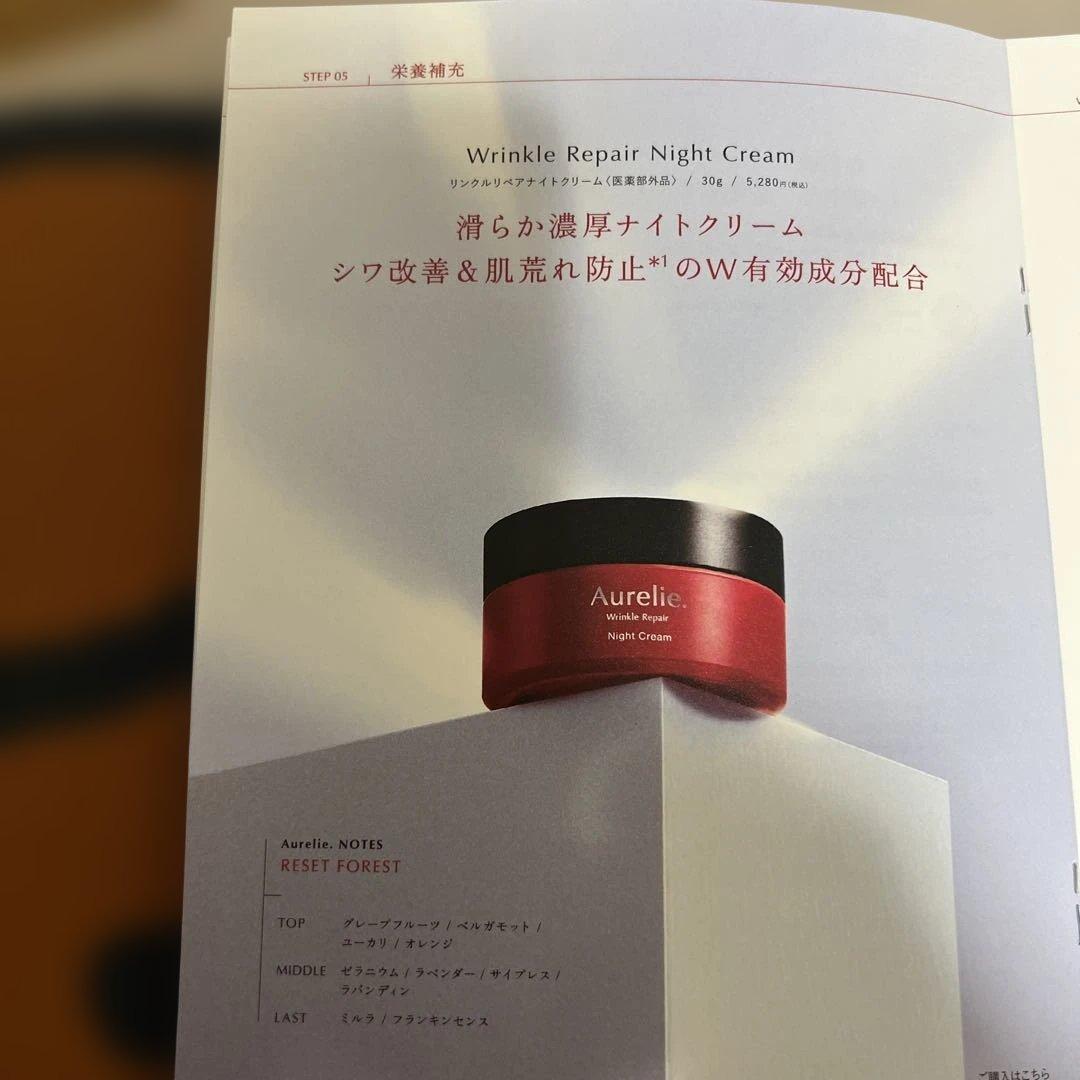 STEP 05 栄養補充
Wrinkle Repair Night Cream
リンクルリペアナイトクリーム〈医薬部外品〉 / 30g / 5,280円(税込)
滑らか濃厚ナイトクリーム
シワ改善&肌荒れ防止*1のW有効成分配合
Aurelie.
Wrinkle Repair
Night Cream
Aurelie. NOTES
RESET FOREST
TOP グレープフルーツ / ベルガモット /
ユーカリ / オレンジ
MIDDLE ゼラニウム / ラベンダー / サイプレス /
ラバンディン
LAST ミルラ / フランキンセンス
ご購入はこちら